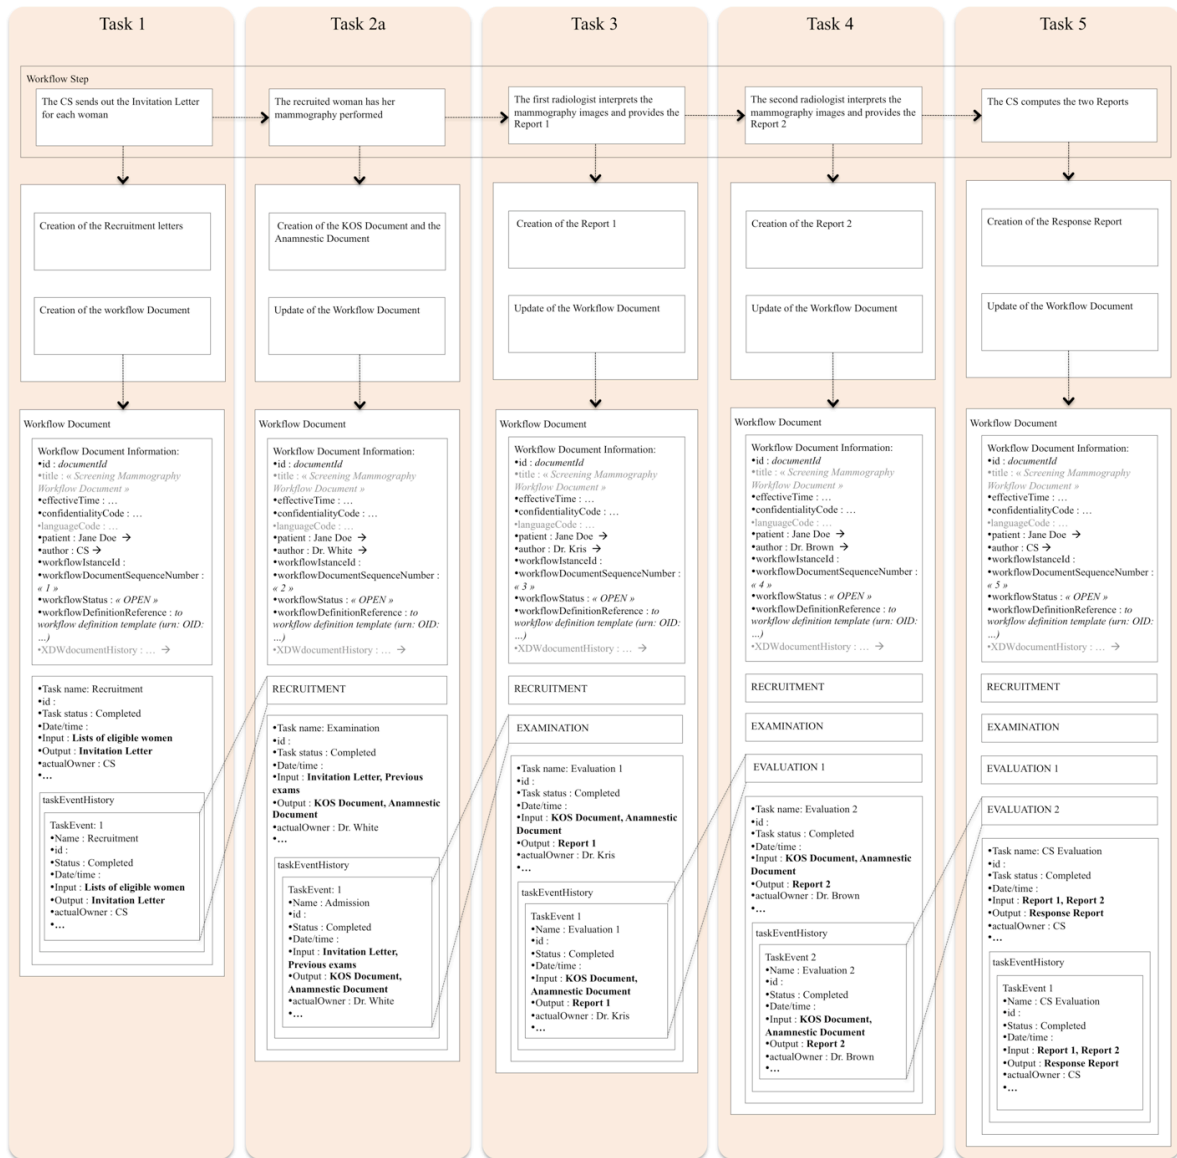 Task 1
Task 2a
Task 3
Task 4
Task 5
Workflow Step
The CS sends out the Invitation Letter
for each woman
The recruited woman has her
mammography performed
The first radiologist interprets the
mammography images and provides the
Report 1
The second radiologist interprets the
mammography images and provides the
Report 2
The CS computes the two Reports
Creation of the Recruitment letters
Creation of the workflow Document
Creation of the KOS Document and the
Anamnestic Document
Update of the Workflow Document
Creation of the Report 1
Update of the Workflow Document
Creation of the Report 2
Update of the Workflow Document
Creation of the Response Report
Update of the Workflow Document
Workflow Document
Workflow Document Information:
•id : documentId
•title : « Screening Mammography
Workflow Document »
•effectiveTime : …
•confidentialityCode : …
•languageCode : …
•patient : Jane Doe →
•author : CS →
•workflowIstanceId :
•workflowDocumentSequenceNumber :
« 1 »
•workflowStatus : « OPEN »
•workflowDefinitionReference : to
workflow definition template (urn: OID:
…)
•XDWdocumentHistory : … →
•Task name: Recruitment
•id :
•Task status : Completed
•Date/time :
•Input : Lists of eligible women
•Output : Invitation Letter
•actualOwner : CS
•…
taskEventHistory
TaskEvent: 1
•Name : Recruitment
•id :
•Status : Completed
•Date/time :
•Input : Lists of eligible women
•Output : Invitation Letter
•actualOwner : CS
•…
Workflow Document
Workflow Document Information:
•id : documentId
•title : « Screening Mammography
Workflow Document »
•effectiveTime : …
•confidentialityCode : …
•languageCode : …
•patient : Jane Doe →
•author : Dr. White →
•workflowIstanceId :
•workflowDocumentSequenceNumber :
« 2 »
•workflowStatus : « OPEN »
•workflowDefinitionReference : to
workflow definition template (urn: OID:
…)
•XDWdocumentHistory : … →
RECRUITMENT
•Task name: Examination
•id :
•Task status : Completed
•Date/time :
•Input : Invitation Letter, Previous
exams
•Output : KOS Document, Anamnestic
Document
•actualOwner : Dr. White
•…
taskEventHistory
TaskEvent: 1
•Name : Admission
•id :
•Status : Completed
•Date/time :
•Input : Invitation Letter,
Previous exams
•Output : KOS Document,
Anamnestic Document
•actualOwner : Dr. White
•…
Workflow Document
Workflow Document Information:
•id : documentId
•title : « Screening Mammography
Workflow Document »
•effectiveTime : …
•confidentialityCode : …
•languageCode : …
•patient : Jane Doe →
•author : Dr. Kris →
•workflowIstanceId :
•workflowDocumentSequenceNumber :
« 3 »
•workflowStatus : « OPEN »
•workflowDefinitionReference : to
workflow definition template (urn: OID:
…)
•XDWdocumentHistory : … →
RECRUITMENT
EXAMINATION
•Task name: Evaluation 1
•id :
•Task status : Completed
•Date/time :
•Input : KOS Document, Anamnestic
Document
•Output : Report 1
•actualOwner : Dr. Kris
•…
taskEventHistory
TaskEvent 1
•Name : Evaluation 1
•id :
•Status : Completed
•Date/time :
•Input : KOS Document,
Anamnestic Document
•Output : Report 1
•actualOwner : Dr. Kris
•…
Workflow Document
Workflow Document Information:
•id : documentId
•title : « Screening Mammography
Workflow Document »
•effectiveTime : …
•confidentialityCode : …
•languageCode : …
•patient : Jane Doe →
•author : Dr. Brown →
•workflowIstanceId :
•workflowDocumentSequenceNumber :
« 4 »
•workflowStatus : « OPEN »
•workflowDefinitionReference : to
workflow definition template (urn: OID:
…)
•XDWdocumentHistory : … →
RECRUITMENT
EXAMINATION
EVALUATION 1
•Task name: Evaluation 2
•id :
•Task status : Completed
•Date/time :
•Input : KOS Document, Anamnestic
Document
•Output : Report 2
•actualOwner : Dr. Brown
•…
taskEventHistory
TaskEvent 2
•Name : Evaluation 2
•id :
•Status : Completed
•Date/time :
•Input : KOS Document,
Anamnestic Document
•Output : Report 2
•actualOwner : Dr. Brown
•…
Workflow Document
Workflow Document Information:
•id : documentId
•title : « Screening Mammography
Workflow Document »
•effectiveTime : …
•confidentialityCode : …
•languageCode : …
•patient : Jane Doe →
•author : CS →
•workflowIstanceId :
•workflowDocumentSequenceNumber :
« 5 »
•workflowStatus : « OPEN »
•workflowDefinitionReference : to
workflow definition template (urn: OID:
…)
•XDWdocumentHistory : … →
RECRUITMENT
EXAMINATION
EVALUATION 1
EVALUATION 2
•Task name: CS Evaluation
•id :
•Task status : Completed
•Date/time :
•Input : Report 1, Report 2
•Output : Response Report
•actualOwner : CS
•…
taskEventHistory
TaskEvent 1
•Name : CS Evaluation
•id :
•Status : Completed
•Date/time :
•Input : Report 1, Report 2
•Output : Response Report
•actualOwner : CS
•…